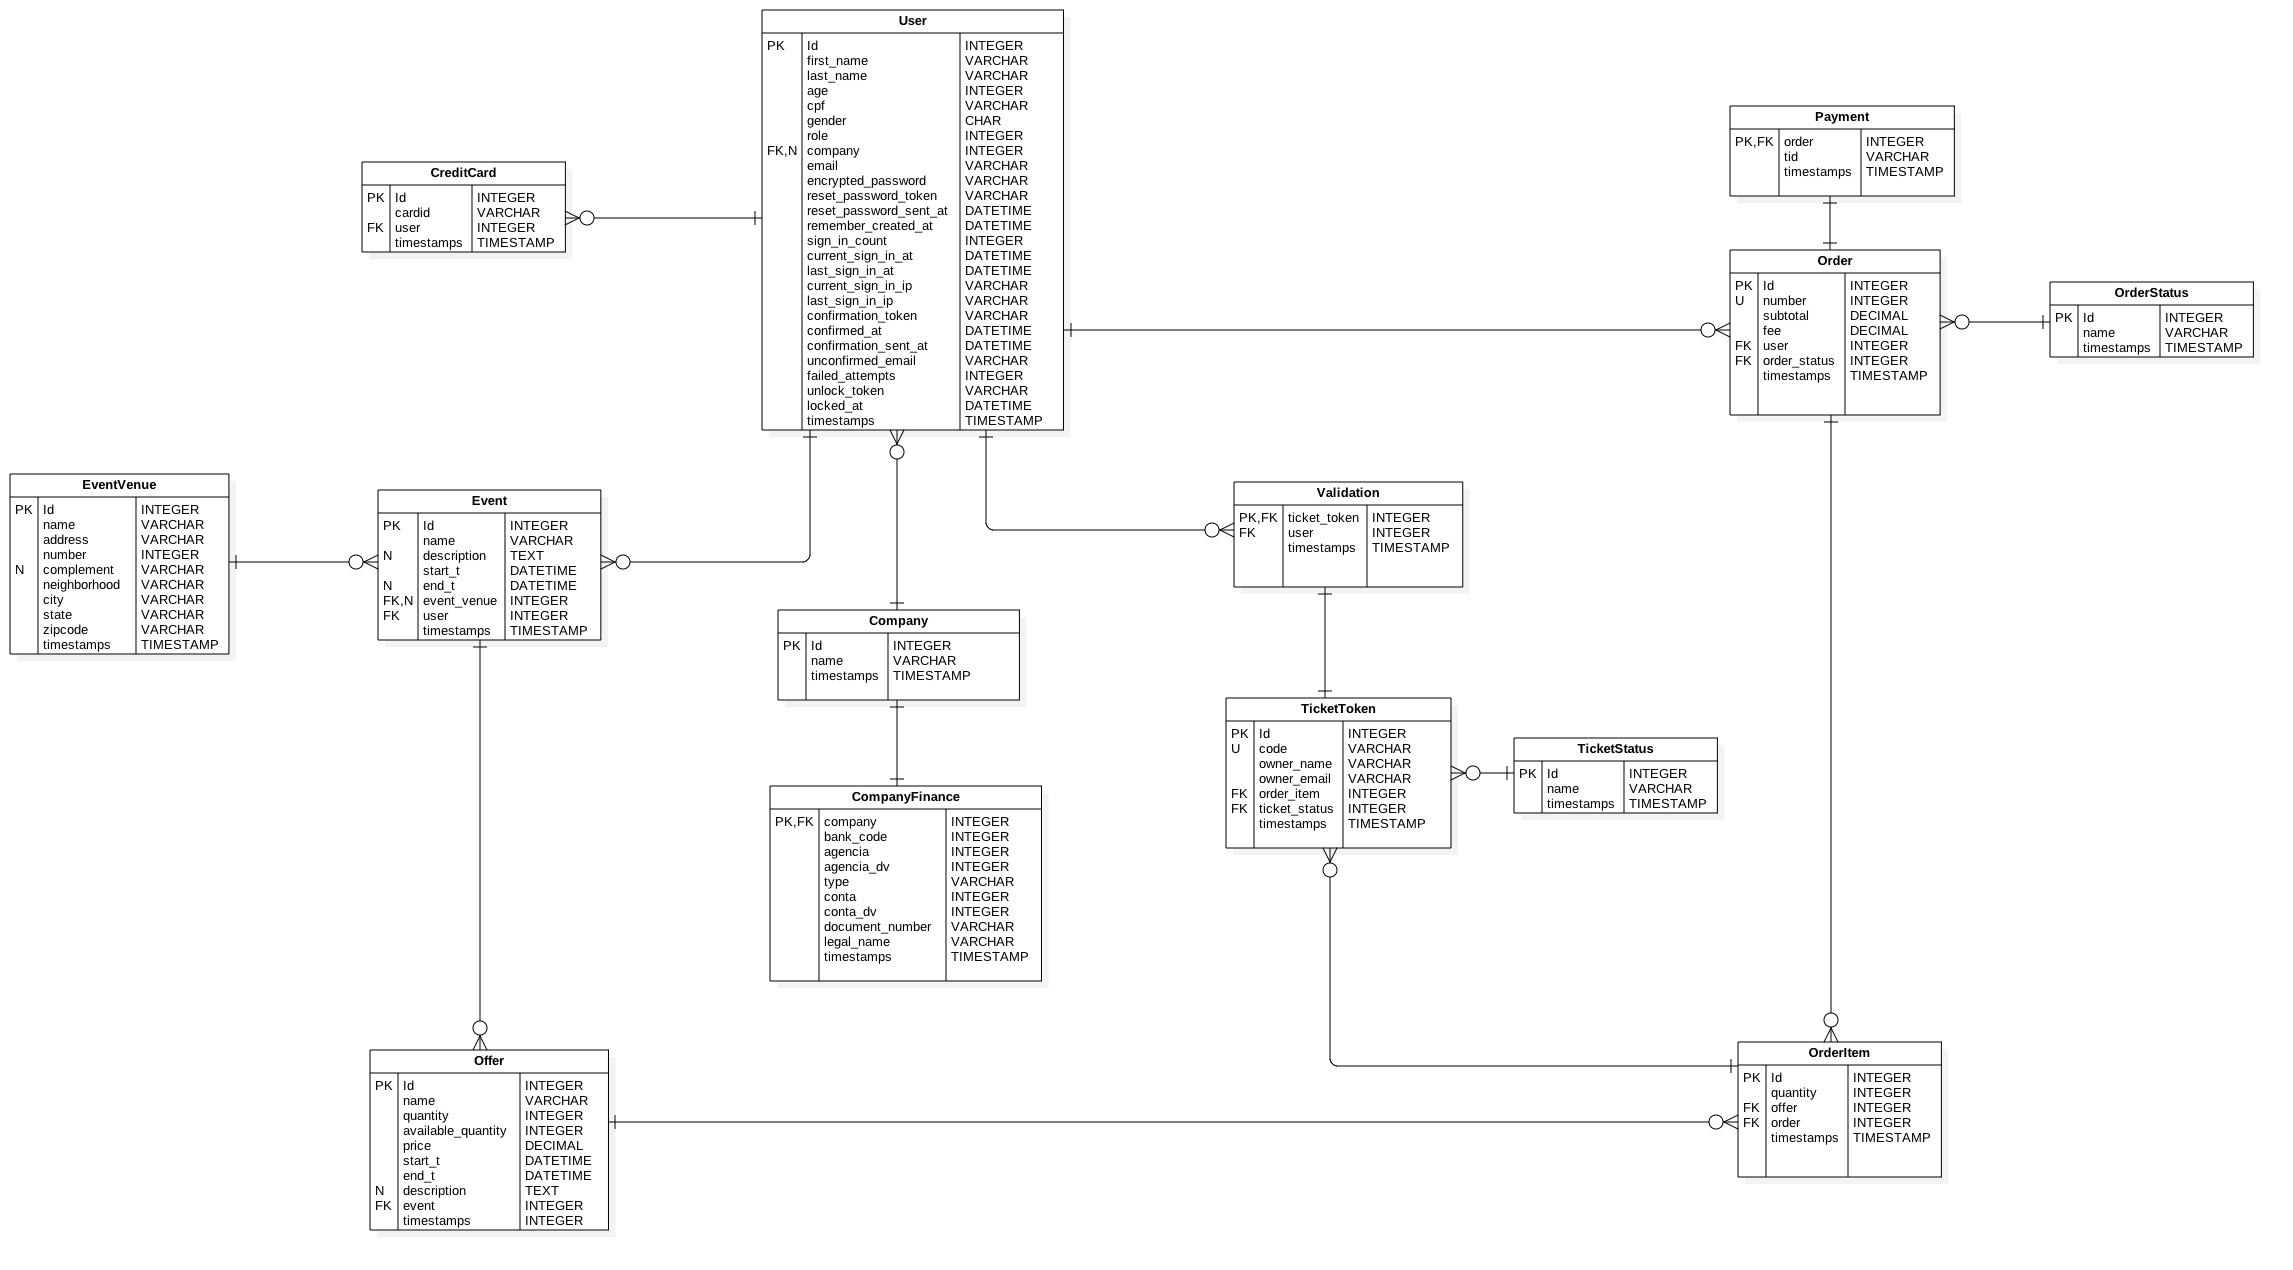 User
PK Id INTEGER
first_name VARCHAR
last_name VARCHAR
age INTEGER
cpf VARCHAR
gender CHAR
role INTEGER
FK,N company INTEGER
email VARCHAR
encrypted_password VARCHAR
reset_password_token VARCHAR
reset_password_sent_at DATETIME
remember_created_at DATETIME
sign_in_count INTEGER
current_sign_in_at DATETIME
last_sign_in_at DATETIME
current_sign_in_ip VARCHAR
last_sign_in_ip VARCHAR
confirmation_token VARCHAR
confirmed_at DATETIME
confirmation_sent_at DATETIME
unconfirmed_email VARCHAR
failed_attempts INTEGER
unlock_token VARCHAR
locked_at DATETIME
timestamps TIMESTAMP
Payment
PK,FK order INTEGER
tid VARCHAR
timestamps TIMESTAMP
CreditCard
PK Id INTEGER
cardid VARCHAR
FK user INTEGER
timestamps TIMESTAMP
Order
PK Id INTEGER
U number INTEGER
subtotal DECIMAL
fee DECIMAL
FK user INTEGER
FK order_status INTEGER
timestamps TIMESTAMP
OrderStatus
PK Id INTEGER
name VARCHAR
timestamps TIMESTAMP
EventVenue
PK Id INTEGER
name VARCHAR
address VARCHAR
number INTEGER
N complement VARCHAR
neighborhood VARCHAR
city VARCHAR
state VARCHAR
zipcode VARCHAR
timestamps TIMESTAMP
Event
PK Id INTEGER
name VARCHAR
N description TEXT
start_t DATETIME
N end_t DATETIME
FK,N event_venue INTEGER
FK user INTEGER
timestamps TIMESTAMP
Validation
PK,FK ticket_token INTEGER
FK user INTEGER
timestamps TIMESTAMP
Company
PK Id INTEGER
name VARCHAR
timestamps TIMESTAMP
TicketToken
PK Id INTEGER
U code VARCHAR
owner_name VARCHAR
owner_email VARCHAR
FK order_item INTEGER
FK ticket_status INTEGER
timestamps TIMESTAMP
TicketStatus
PK Id INTEGER
name VARCHAR
timestamps TIMESTAMP
CompanyFinance
PK,FK company INTEGER
bank_code INTEGER
agencia INTEGER
agencia_dv INTEGER
type VARCHAR
conta INTEGER
conta_dv INTEGER
document_number VARCHAR
legal_name VARCHAR
timestamps TIMESTAMP
Offer
PK Id INTEGER
name VARCHAR
quantity INTEGER
available_quantity INTEGER
price DECIMAL
start_t DATETIME
end_t DATETIME
N description TEXT
FK event INTEGER
timestamps INTEGER
OrderItem
PK Id INTEGER
quantity INTEGER
FK offer INTEGER
FK order INTEGER
timestamps TIMESTAMP